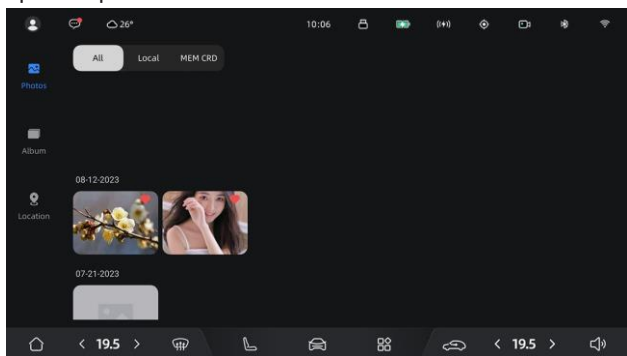 26° 10:06
All Local MEM CRD
Photos
Album
08-12-2023
Location
07-21-2023
19.5 19.5